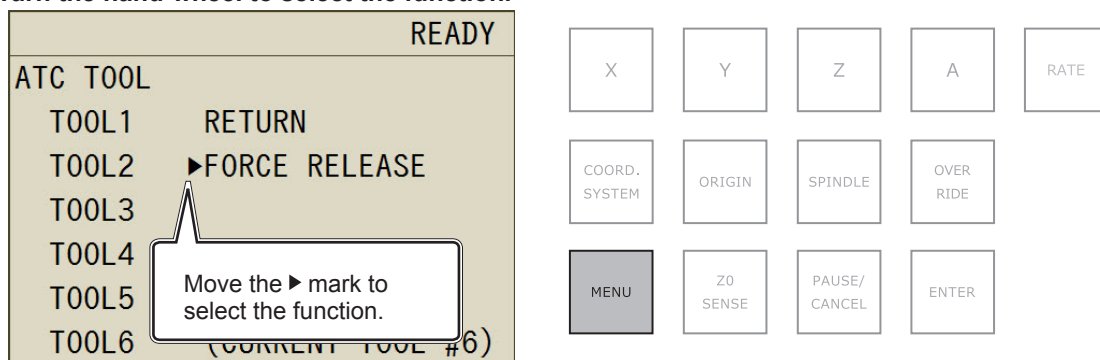 Turn the hand wheel to select the function.
READY
ATC TOOL
TOOL1 RETURN
TOOL2 ▶FORCE RELEASE
TOOL3
TOOL4
TOOL5
TOOL6 (CURRENT TOOL #6)
Move the ▶ mark to
select the function.
X
Y
Z
A
RATE
COORD.
SYSTEM
ORIGIN
SPINDLE
OVER
RIDE
MENU
Z0
SENSE
PAUSE/
CANCEL
ENTER